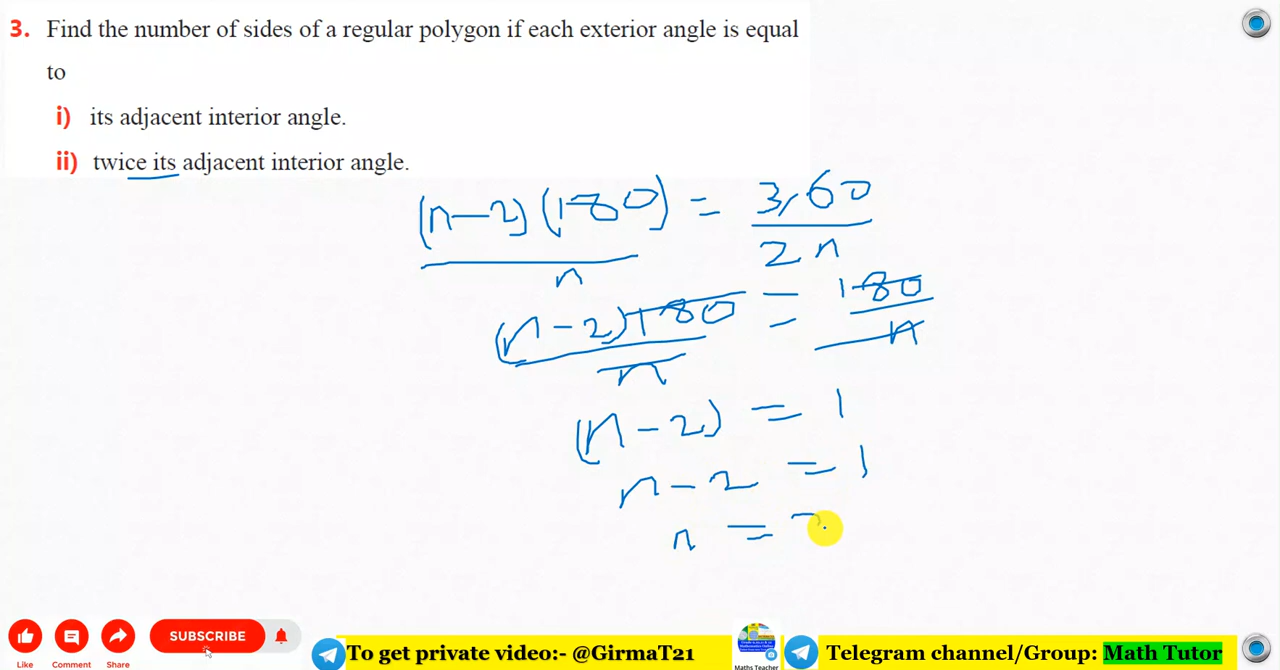 3. Find the number of sides of a regular polygon if each exterior angle is equal
to
i) its adjacent interior angle.
ii) twice its adjacent interior angle.
(n-2)(180)/n = 360/2n
(n-2)180/n = 180/n
(n-2) = 1
n-2 = 1
n =
Like
Comment
Share
SUBSCRIBE
To get private video:- @GirmaT21
Maths Teacher
Telegram channel/Group: Math Tutor